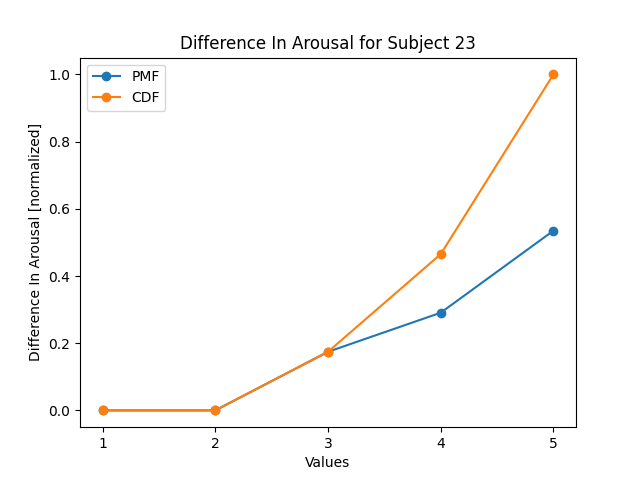 Difference In Arousal for Subject 23
PMF
CDF
1.0
0.8
0.6
0.4
0.2
0.0
Difference In Arousal [normalized]
1 2 3 4 5
Values